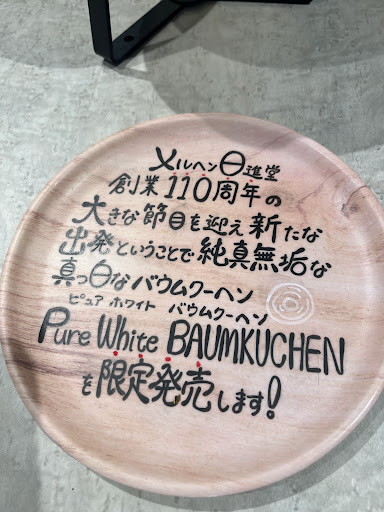 メルヘン日進堂
創業110周年の
大きな節目を迎え新たな
出発ということで純真無垢な
真っ白なバウムクーヘン
ピュア ホワイト バウムクーヘン
Pure White BAUMKUCHEN
を限定発売します!